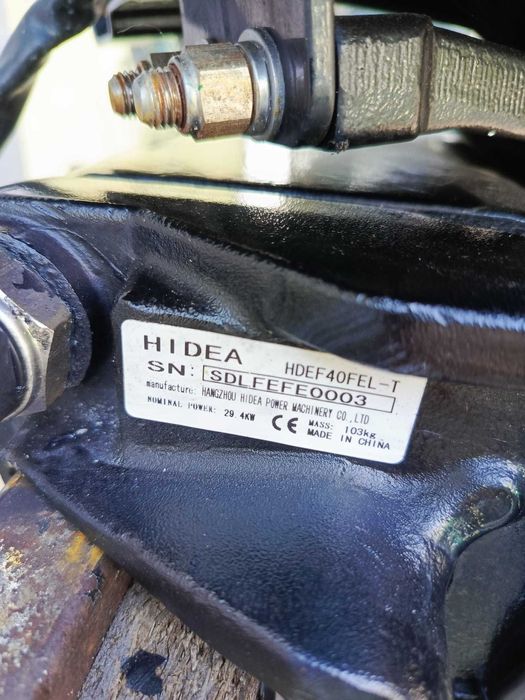 HIDEA HDEF40FEL-T
SN: SDLFEFE0003
manufacture: HANGZHOU HIDEA POWER MACHINERY CO.,LTD
NOMINAL POWER: 29.4KW CE MASS: 103kg
MADE IN CHINA